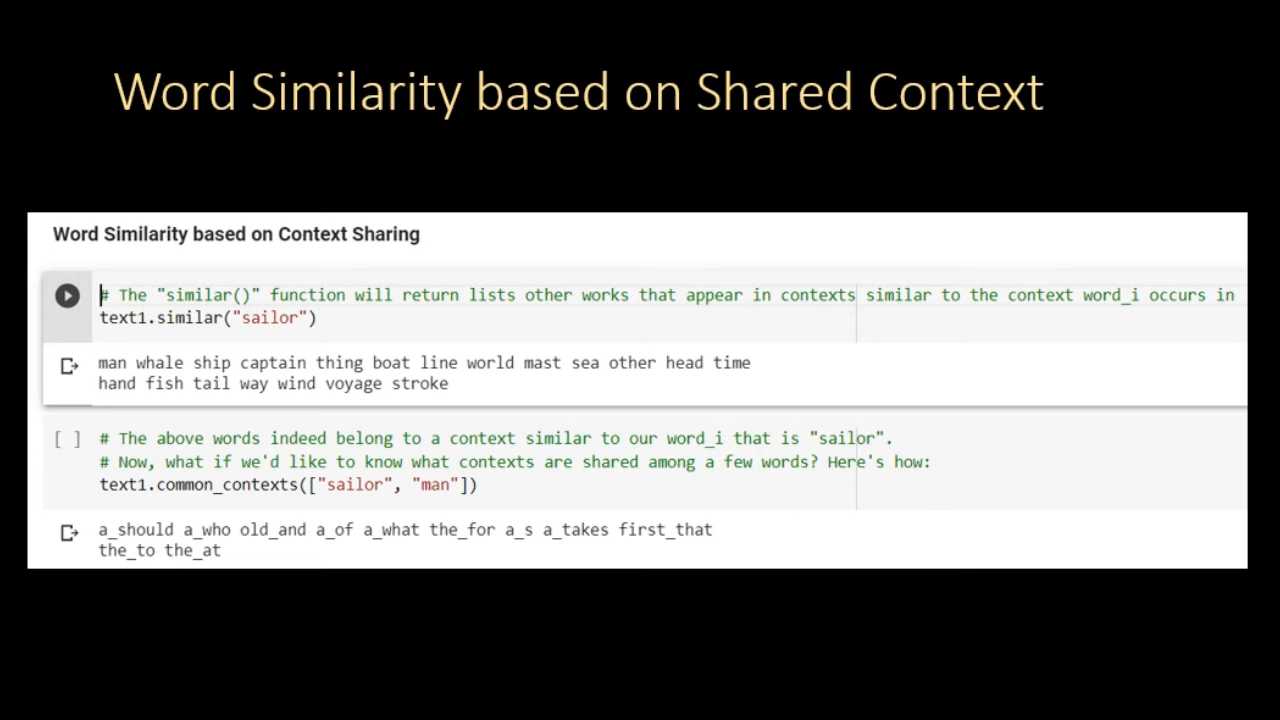 Word Similarity based on Shared Context
Word Similarity based on Context Sharing
# The "similar()" function will return lists other works that appear in contexts similar to the context word_i occurs in
text1.similar("sailor")
man whale ship captain thing boat line world mast sea other head time
hand fish tail way wind voyage stroke
[ ] # The above words indeed belong to a context similar to our word_i that is "sailor".
# Now, what if we'd like to know what contexts are shared among a few words? Here's how:
text1.common_contexts(["sailor", "man"])
a_should a_who old_and a_of a_what the_for a_s a_takes first_that
the_to the_at